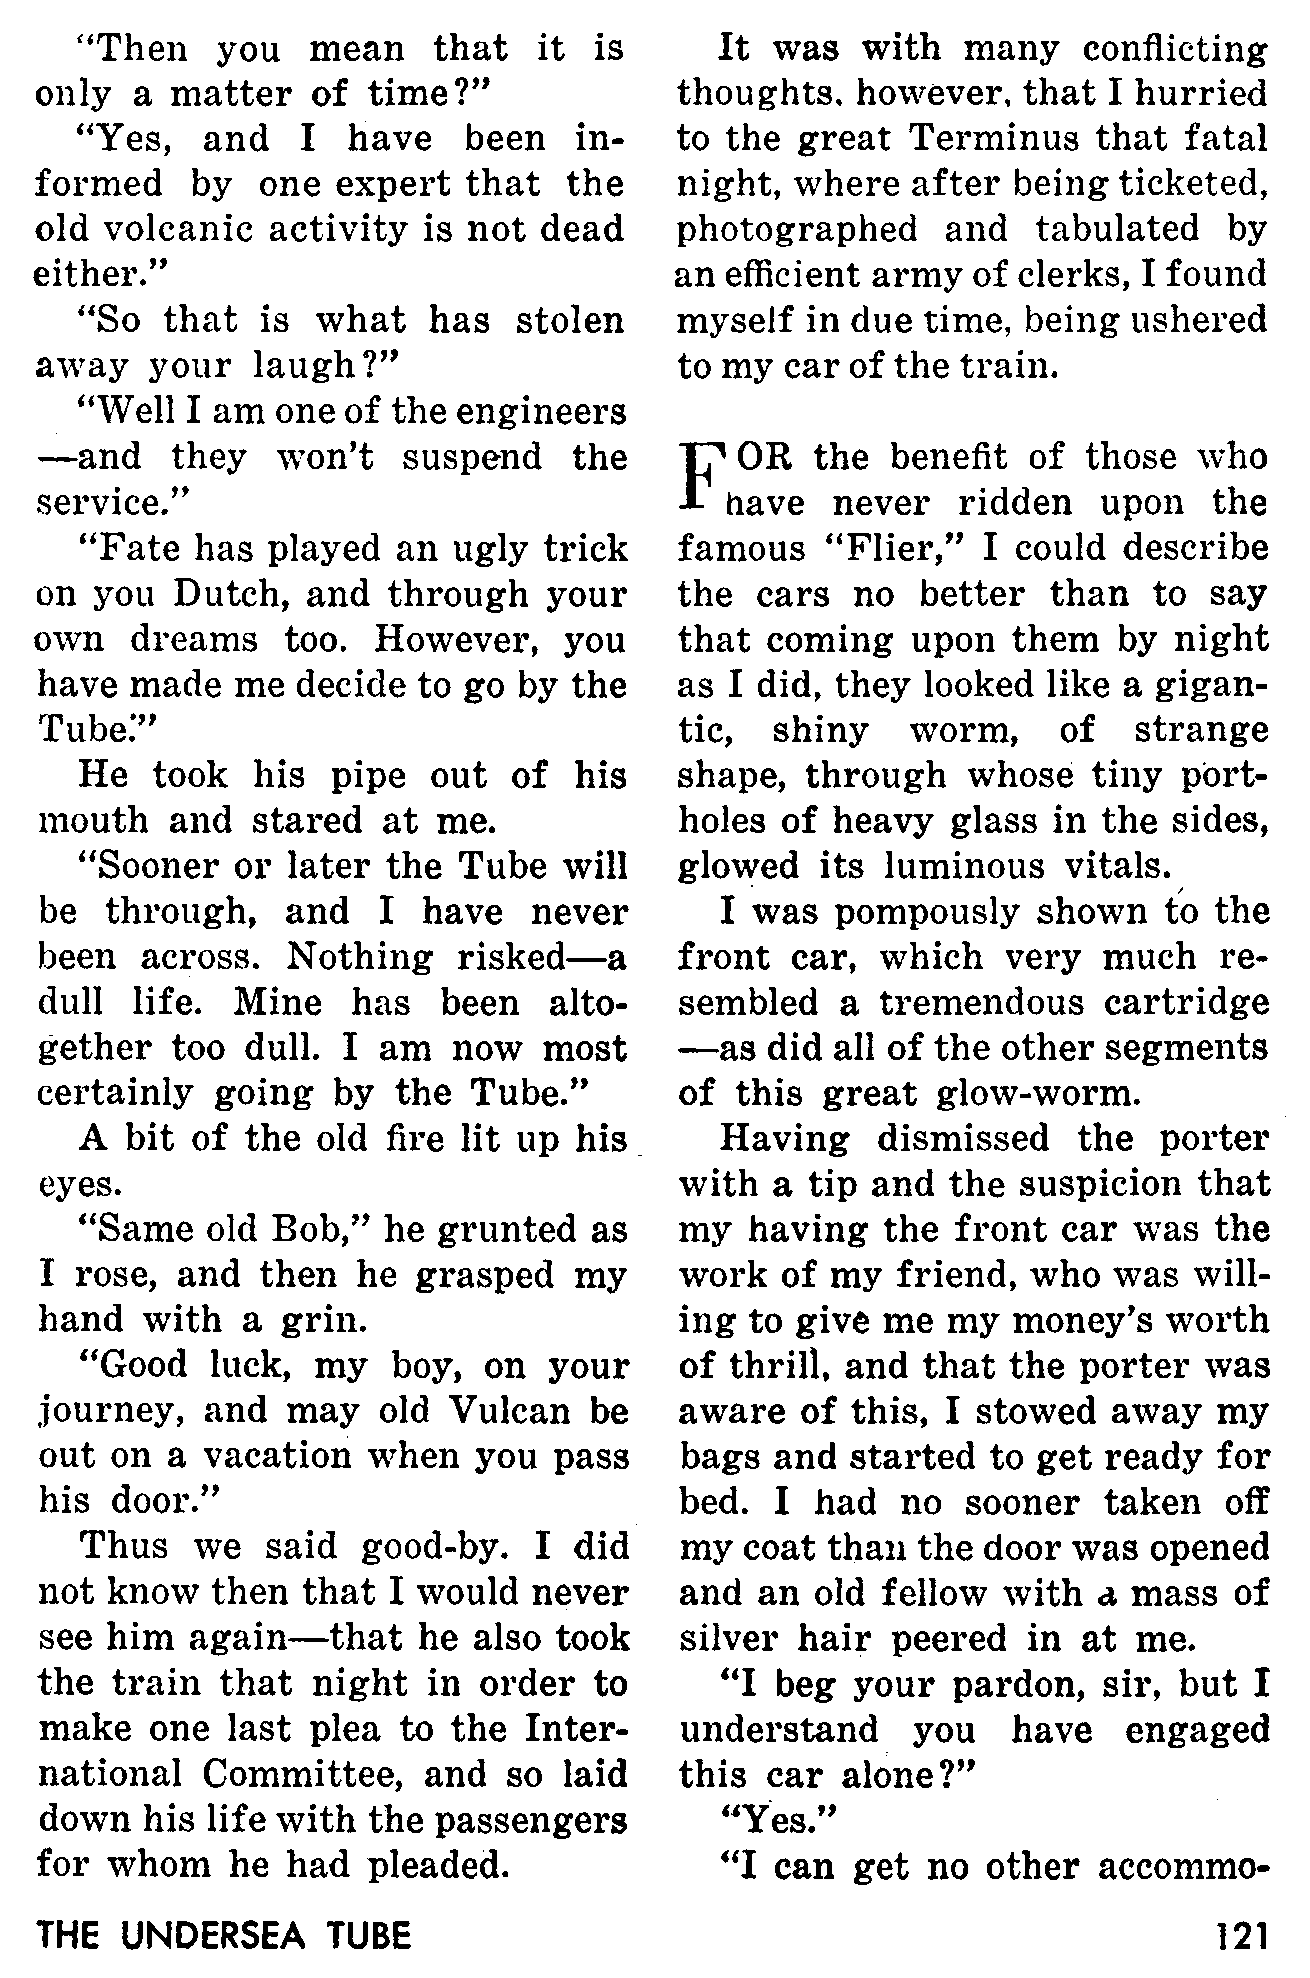 “Then you mean that it is
only a matter of time?”
“Yes, and I have been in-
formed by one expert that the
old volcanic activity is not dead
either.”
“So that is what has stolen
away your laugh?”
“Well I am one of the engineers
—and they won’t suspend the
service.”
“Fate has played an ugly trick
on you Dutch, and through your
own dreams too. However, you
have made me decide to go by the
Tube.”
He took his pipe out of his
mouth and stared at me.
“Sooner or later the Tube will
be through, and I have never
been across. Nothing risked—a
dull life. Mine has been alto-
gether too dull. I am now most
certainly going by the Tube.”
A bit of the old fire lit up his
eyes.
“Same old Bob,” he grunted as
I rose, and then he grasped my
hand with a grin.
“Good luck, my boy, on your
journey, and may old Vulcan be
out on a vacation when you pass
his door.”
Thus we said good-by. I did
not know then that I would never
see him again—that he also took
the train that night in order to
make one last plea to the Inter-
national Committee, and so laid
down his life with the passengers
for whom he had pleaded.
It was with many conflicting
thoughts, however, that I hurried
to the great Terminus that fatal
night, where after being ticketed,
photographed and tabulated by
an efficient army of clerks, I found
myself in due time, being ushered
to my car of the train.
FOR the benefit of those who
have never ridden upon the
famous “Flier,” I could describe
the cars no better than to say
that coming upon them by night
as I did, they looked like a gigan-
tic, shiny worm, of strange
shape, through whose tiny port-
holes of heavy glass in the sides,
glowed its luminous vitals.
I was pompously shown to the
front car, which very much re-
sembled a tremendous cartridge
—as did all of the other segments
of this great glow-worm.
Having dismissed the porter
with a tip and the suspicion that
my having the front car was the
work of my friend, who was will-
ing to give me my money’s worth
of thrill, and that the porter was
aware of this, I stowed away my
bags and started to get ready for
bed. I had no sooner taken off
my coat than the door was opened
and an old fellow with a mass of
silver hair peered in at me.
“I beg your pardon, sir, but I
understand you have engaged
this car alone?”
“Yes.”
“I can get no other accommo-
THE UNDERSEA TUBE 121